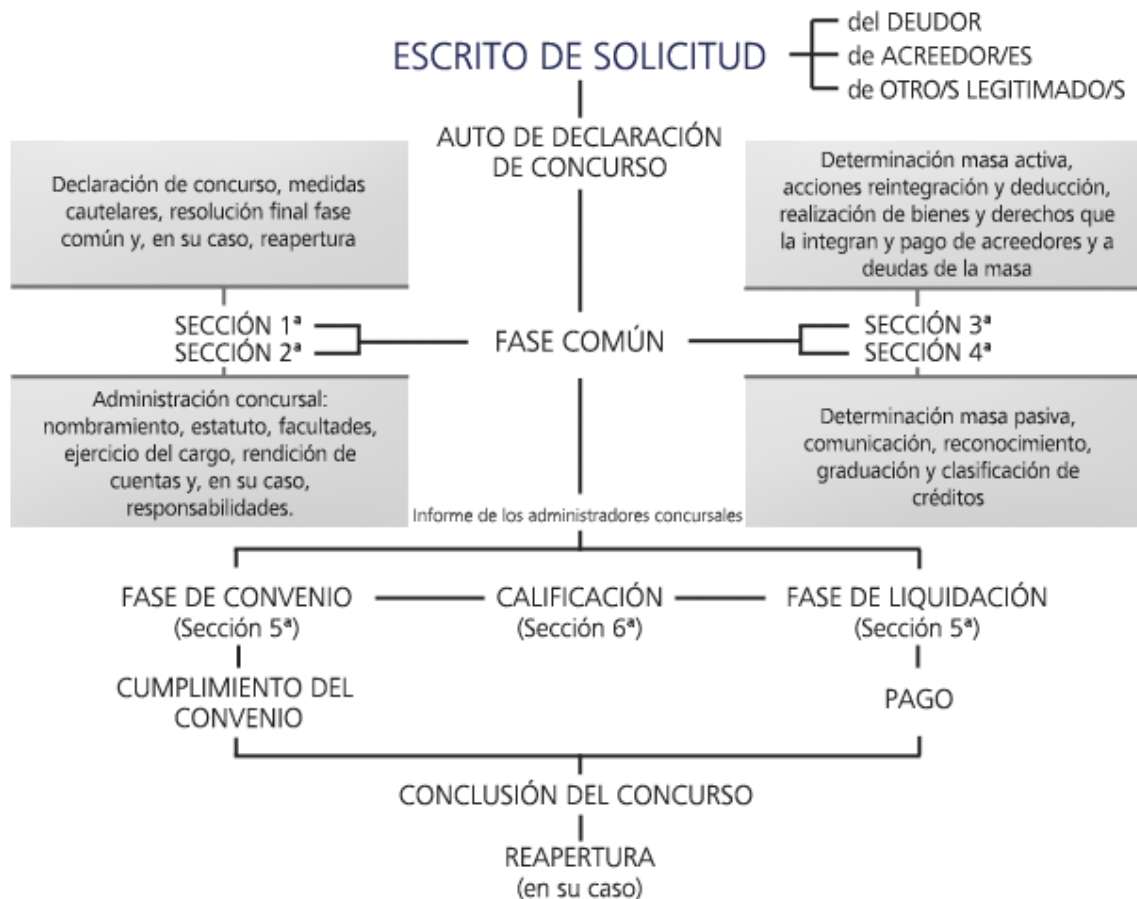 ESCRITO DE SOLICITUD
del DEUDOR
de ACREEDOR/ES
de OTRO/S LEGITIMADO/S
AUTO DE DECLARACIÓN
DE CONCURSO
Declaración de concurso, medidas
cautelares, resolución final fase
común y, en su caso, reapertura
Determinación masa activa,
acciones reintegración y deducción,
realización de bienes y derechos que
la integran y pago de acreedores y a
deudas de la masa
SECCIÓN 1ª
SECCIÓN 2ª
FASE COMÚN
SECCIÓN 3ª
SECCIÓN 4ª
Administración concursal:
nombramiento, estatuto, facultades,
ejercicio del cargo, rendición de
cuentas y, en su caso,
responsabilidades.
Determinación masa pasiva,
comunicación, reconocimiento,
graduación y clasificación de
créditos
Informe de los administradores concursales
FASE DE CONVENIO
(Sección 5ª)
CALIFICACIÓN
(Sección 6ª)
FASE DE LIQUIDACIÓN
(Sección 5ª)
CUMPLIMIENTO DEL
CONVENIO
PAGO
CONCLUSIÓN DEL CONCURSO
REAPERTURA
(en su caso)